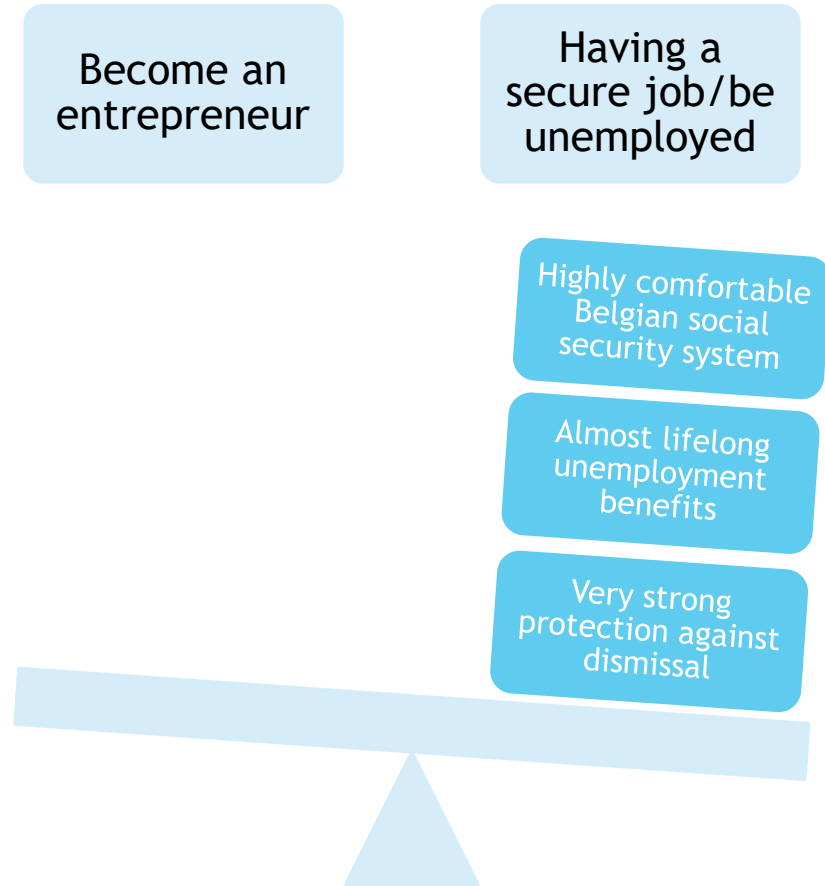 Become an
entrepreneur
Having a
secure job/be
unemployed
Highly comfortable
Belgian social
security system
Almost lifelong
unemployment
benefits
Very strong
protection against
dismissal